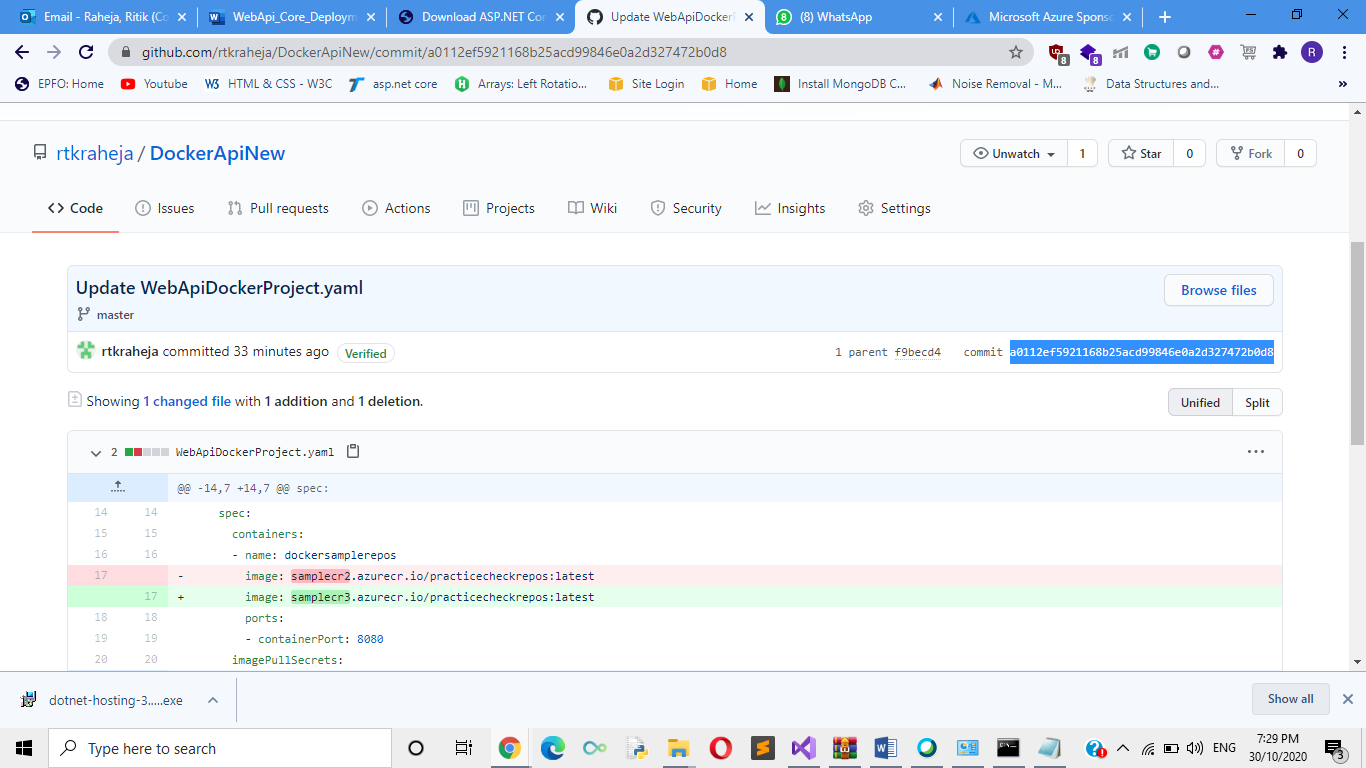 Email - Raheja, Ritik (Co
WebApi_Core_Deploym
Download ASP.NET Cor
Update WebApiDockerF
(8) WhatsApp
Microsoft Azure Sponso
github.com/rtkraheja/DockerApiNew/commit/a0112ef5921168b25acd99846e0a2d327472b0d8
8
8
R
EPFO: Home
Youtube
HTML & CSS - W3C
asp.net core
Arrays: Left Rotatio...
Site Login
Home
Install MongoDB C...
Noise Removal - M...
Data Structures and...
»
rtkraheja / DockerApiNew
Unwatch 1
Star 0
Fork 0
Code
Issues
Pull requests
Actions
Projects
Wiki
Security
Insights
Settings
Update WebApiDockerProject.yaml
Browse files
master
rtkraheja committed 33 minutes ago Verified
1 parent f9becd4 commit a0112ef5921168b25acd99846e0a2d327472b0d8
Showing 1 changed file with 1 addition and 1 deletion.
Unified Split
2 WebApiDockerProject.yaml
@@ -14,7 +14,7 @@ spec:
14 14 spec:
15 15 containers:
16 16 - name: dockersamplerepos
17 - image: samplecr2.azurecr.io/practicecheckrepos:latest
17 + image: samplecr3.azurecr.io/practicecheckrepos:latest
18 18 ports:
19 19 - containerPort: 8080
20 20 imagePullSecrets:
dotnet-hosting-3.....exe
Show all
Type here to search
ENG
7:29 PM
30/10/2020
3